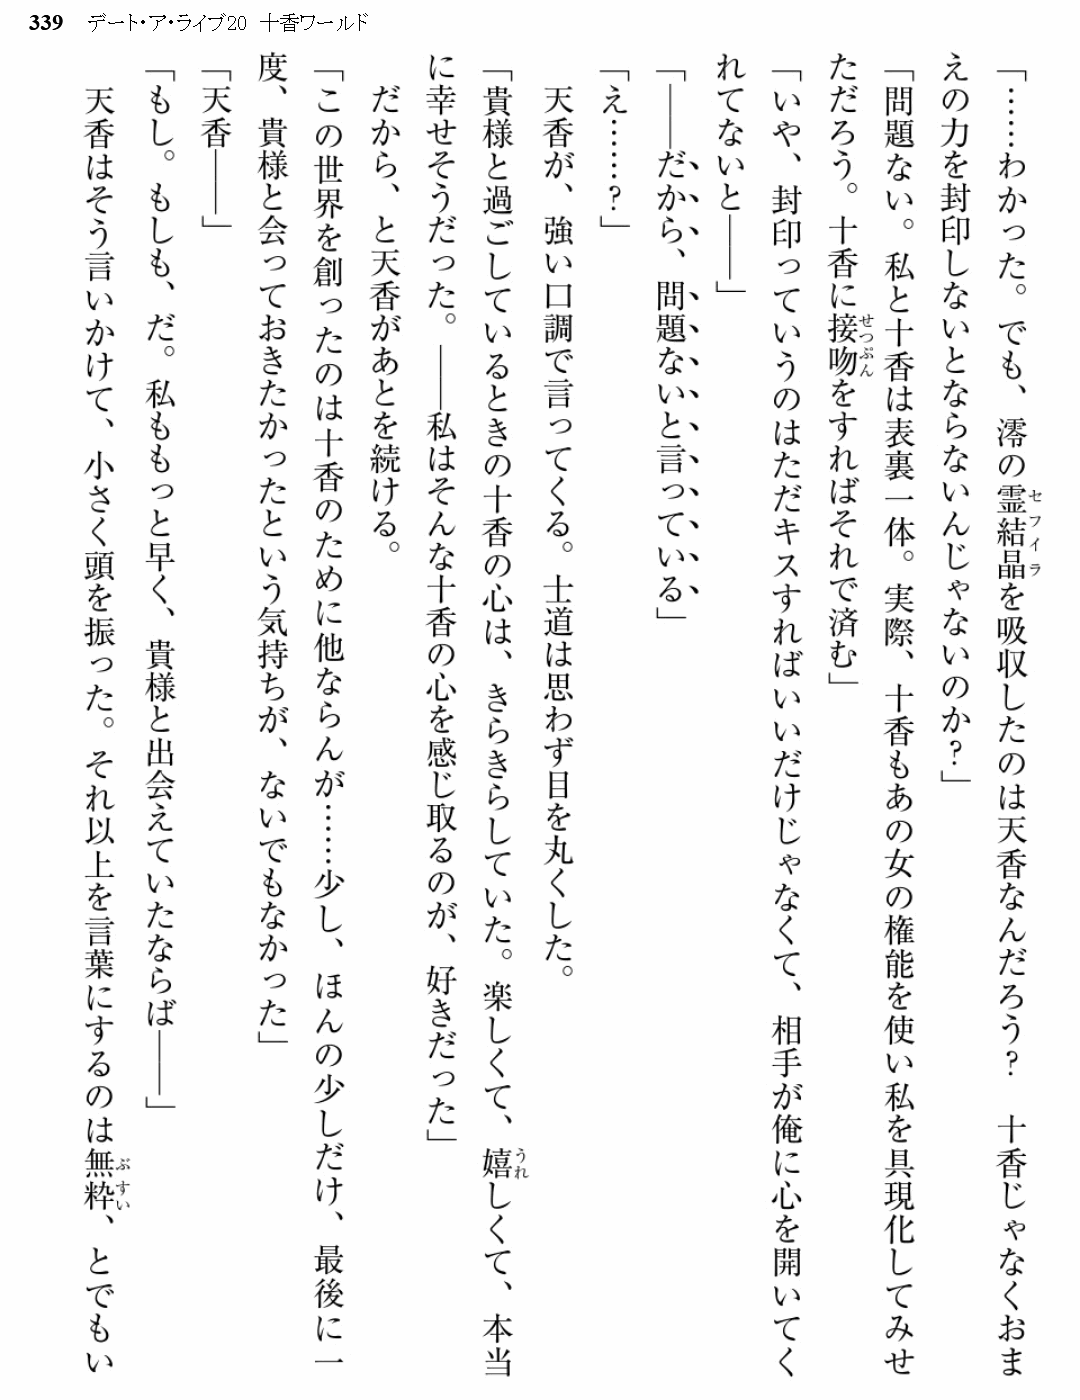 339 デート・ア・ライブ20 十香ワールド
「……わかった。でも、澪の霊結晶を吸収したのは天香なんだろう？　十香じゃなくおま
えの力を封印しないとならないんじゃないのか？」
「問題ない。私と十香は表裏一体。実際、十香もあの女の権能を使い私を具現化してみせ
ただろう。十香に接吻をすればそれで済む」
「いや、封印っていうのはただキスすればいいだけじゃなくて、相手が俺に心を開いてく
れてないと――」
「――だから、問題ないと言っている」
「え……？」
　天香が、強い口調で言ってくる。士道は思わず目を丸くした。
「貴様と過ごしているときの十香の心は、きらきらしていた。楽しくて、嬉しくて、本当
に幸せそうだった。――私はそんな十香の心を感じ取るのが、好きだった」
　だから、と天香があとを続ける。
「この世界を創ったのは十香のために他ならんが……少し、ほんの少しだけ、最後に一
度、貴様と会っておきたかったという気持ちが、ないでもなかった」
「天香――」
「もし。もしも、だ。私ももっと早く、貴様と出会えていたならば――」
　天香はそう言いかけて、小さく頭を振った。それ以上を言葉にするのは無粋、とでもい